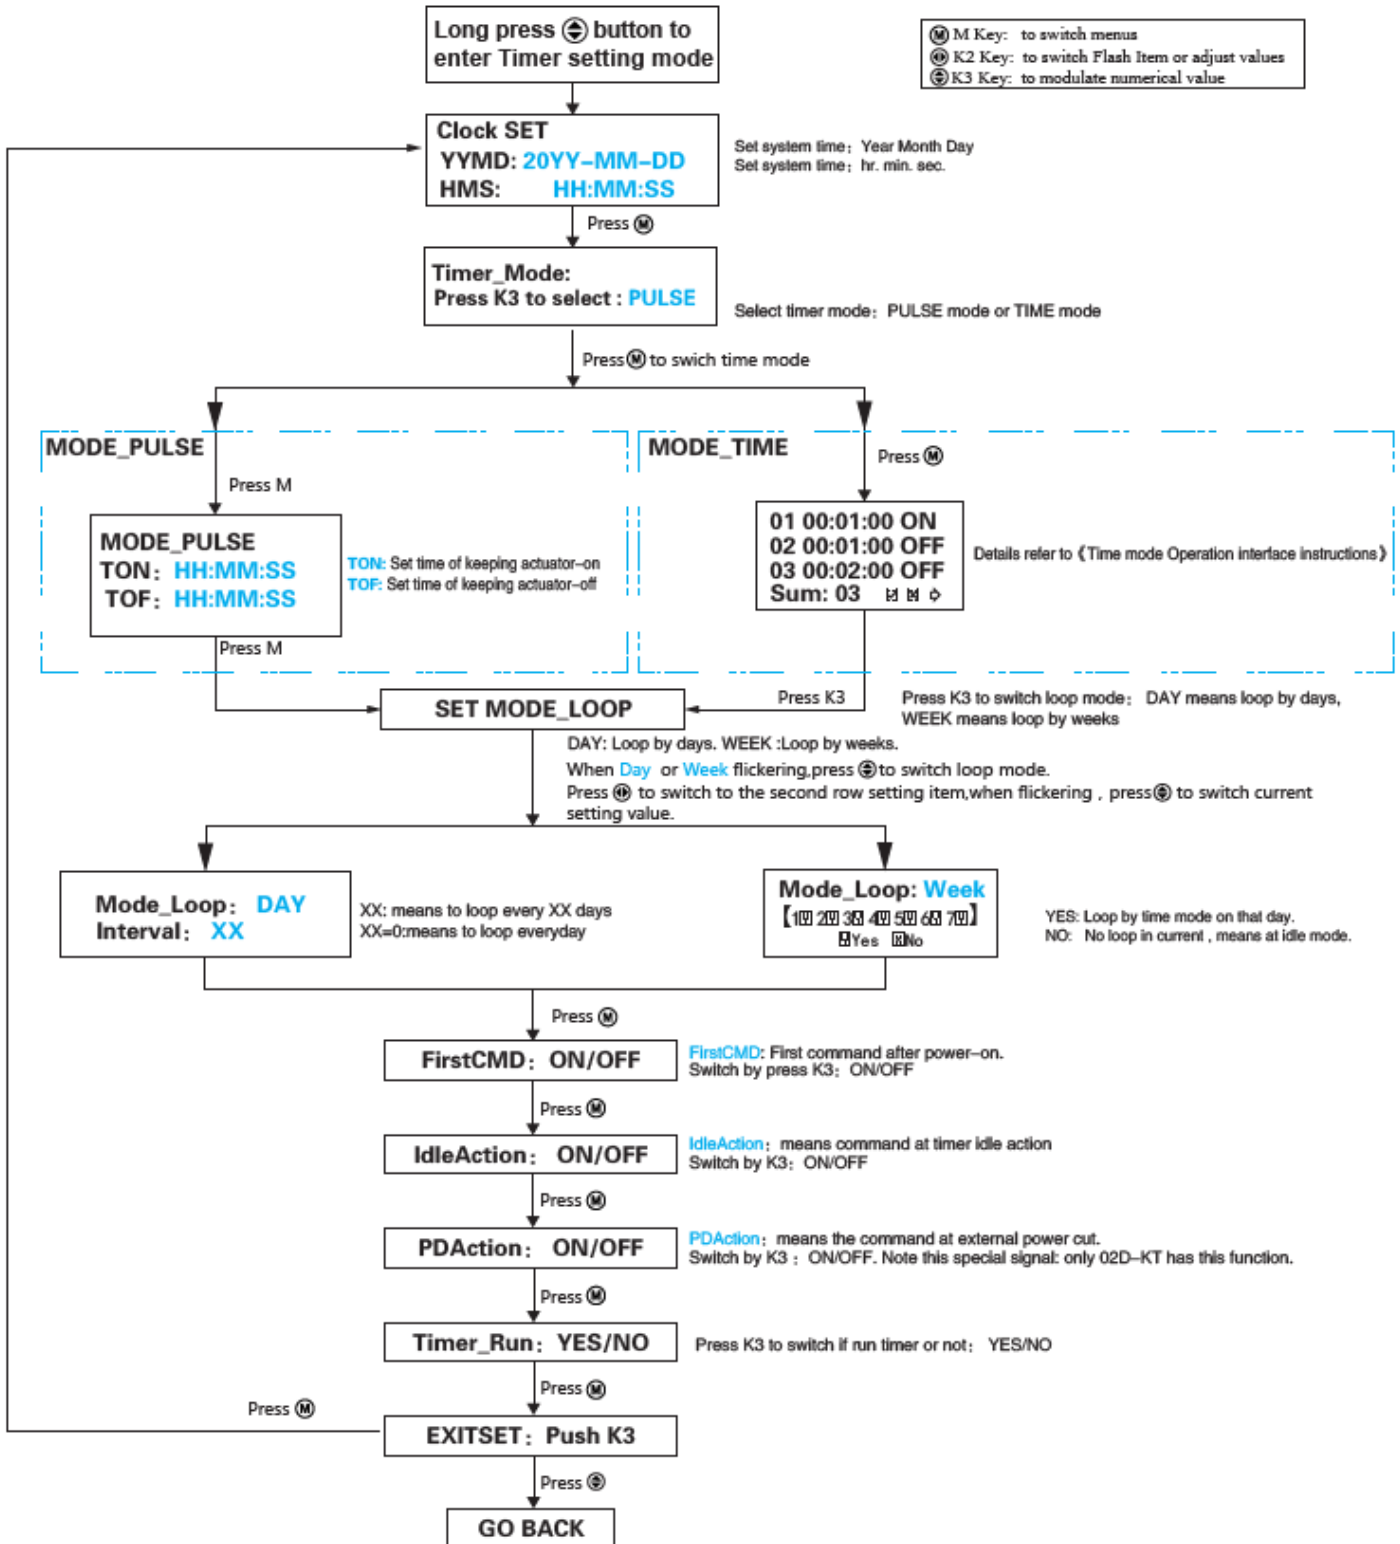 Long press button to
enter Timer setting mode
M M Key: to switch menus
K2 Key: to switch Flash Item or adjust values
K3 Key: to modulate numerical value
Clock SET
YYMD: 20YY-MM-DD
HMS: HH:MM:SS
Set system time: Year Month Day
Set system time: hr. min. sec.
Press M
Timer_Mode:
Press K3 to select : PULSE
Select timer mode: PULSE mode or TIME mode
Press M to swich time mode
MODE_PULSE
Press M
MODE_PULSE
TON: HH:MM:SS
TOF: HH:MM:SS
TON: Set time of keeping actuator-on
TOF: Set time of keeping actuator-off
Press M
MODE_TIME
Press M
01 00:01:00 ON
02 00:01:00 OFF
03 00:02:00 OFF
Sum: 03
Details refer to 《Time mode Operation interface instructions》
SET MODE_LOOP
Press K3
Press K3 to switch loop mode: DAY means loop by days,
WEEK means loop by weeks
DAY: Loop by days. WEEK :Loop by weeks.
When Day or Week flickering,press to switch loop mode.
Press to switch to the second row setting item,when flickering , press to switch current
setting value.
Mode_Loop: DAY
Interval: XX
XX: means to loop every XX days
XX=0:means to loop everyday
Mode_Loop: Week
【1 2 3 4 5 6 7】
Yes No
YES: Loop by time mode on that day.
NO: No loop in current , means at idle mode.
Press M
FirstCMD: ON/OFF
FirstCMD: First command after power-on.
Switch by press K3: ON/OFF
Press M
IdleAction: ON/OFF
IdleAction: means command at timer idle action
Switch by K3: ON/OFF
Press M
PDAction: ON/OFF
PDAction: means the command at external power cut.
Switch by K3 : ON/OFF. Note this special signal: only 02D-KT has this function.
Press M
Timer_Run: YES/NO
Press K3 to switch if run timer or not: YES/NO
Press M
Press M
EXITSET: Push K3
Press
GO BACK